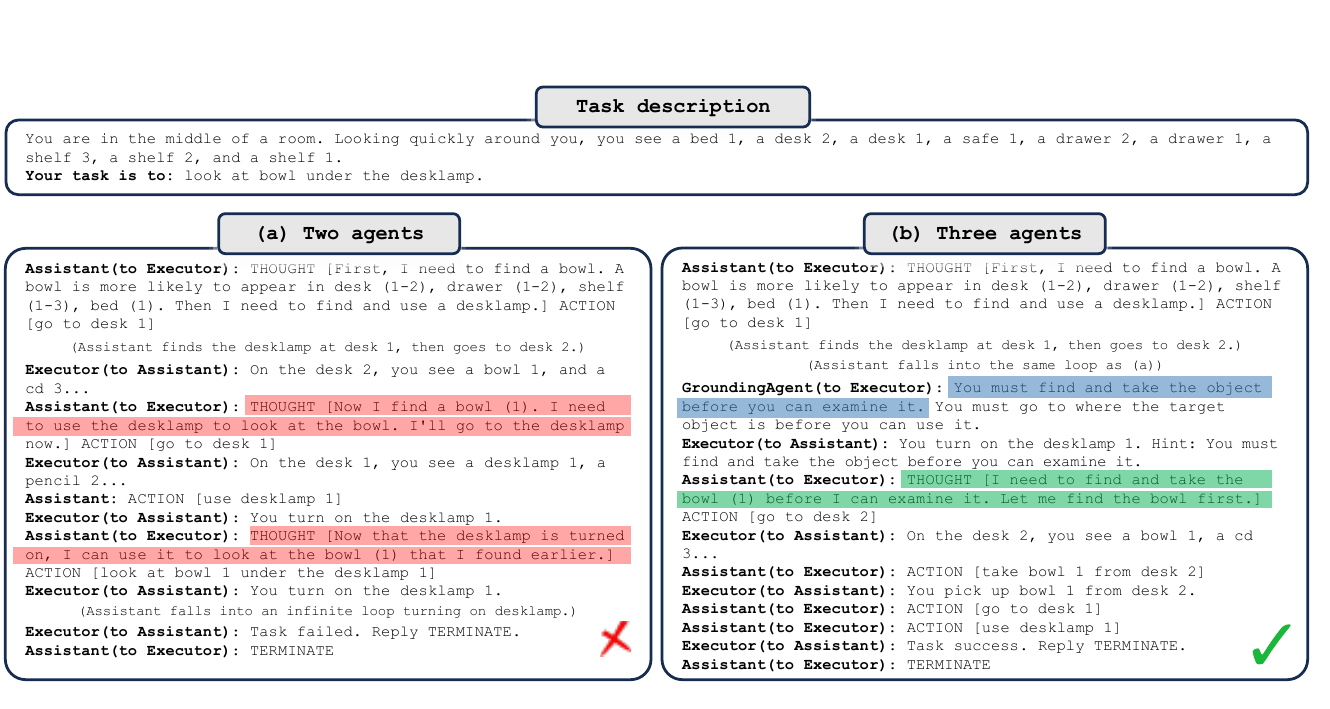 Task description
You are in the middle of a room. Looking quickly around you, you see a bed 1, a desk 2, a desk 1, a safe 1, a drawer 2, a drawer 1, a
shelf 3, a shelf 2, and a shelf 1.
Your task is to: look at bowl under the desklamp.
(a) Two agents
Assistant(to Executor): THOUGHT [First, I need to find a bowl. A
bowl is more likely to appear in desk (1-2), drawer (1-2), shelf
(1-3), bed (1). Then I need to find and use a desklamp.] ACTION
[go to desk 1]
(Assistant finds the desklamp at desk 1, then goes to desk 2.)
Executor(to Assistant): On the desk 2, you see a bowl 1, and a
cd 3...
Assistant(to Executor): THOUGHT [Now I find a bowl (1). I need
to use the desklamp to look at the bowl. I'll go to the desklamp
now.] ACTION [go to desk 1]
Executor(to Assistant): On the desk 1, you see a desklamp 1, a
pencil 2...
Assistant: ACTION [use desklamp 1]
Executor(to Assistant): You turn on the desklamp 1.
Assistant(to Executor): THOUGHT [Now that the desklamp is turned
on, I can use it to look at the bowl (1) that I found earlier.]
ACTION [look at bowl 1 under the desklamp 1]
Executor(to Assistant): You turn on the desklamp 1.
(Assistant falls into an infinite loop turning on desklamp.)
Executor(to Assistant): Task failed. Reply TERMINATE.
Assistant(to Executor): TERMINATE
(b) Three agents
Assistant(to Executor): THOUGHT [First, I need to find a bowl. A
bowl is more likely to appear in desk (1-2), drawer (1-2), shelf
(1-3), bed (1). Then I need to find and use a desklamp.] ACTION
[go to desk 1]
(Assistant finds the desklamp at desk 1, then goes to desk 2.)
(Assistant falls into the same loop as (a))
GroundingAgent(to Executor): You must find and take the object
before you can examine it. You must go to where the target
object is before you can use it.
Executor(to Assistant): You turn on the desklamp 1. Hint: You must
find and take the object before you can examine it.
Assistant(to Executor): THOUGHT [I need to find and take the
bowl (1) before I can examine it. Let me find the bowl first.]
ACTION [go to desk 2]
Executor(to Assistant): On the desk 2, you see a bowl 1, a cd
3...
Assistant(to Executor): ACTION [take bowl 1 from desk 2]
Executor(to Assistant): You pick up bowl 1 from desk 2.
Assistant(to Executor): ACTION [go to desk 1]
Assistant(to Executor): ACTION [use desklamp 1]
Executor(to Assistant): Task success. Reply TERMINATE.
Assistant(to Executor): TERMINATE